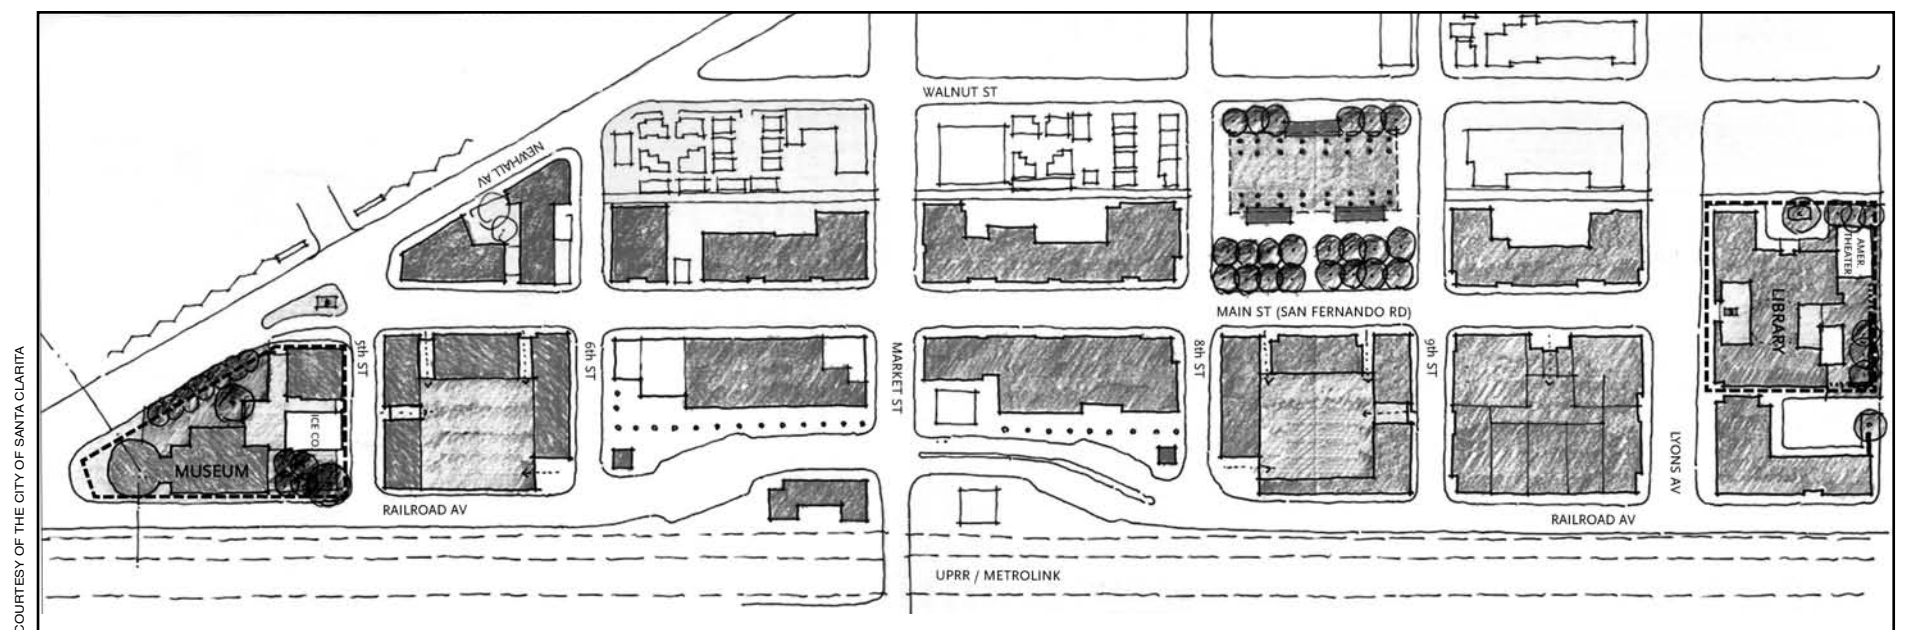 COURTESY OF THE CITY OF SANTA CLARITA
WALNUT ST
NEWHALL AV
MAIN ST (SAN FERNANDO RD)
5th ST
6th ST
MARKET ST
8th ST
9th ST
LYONS AV
AMER.
THEATER
LIBRARY
ICE CO.
MUSEUM
RAILROAD AV
RAILROAD AV
UPRR / METROLINK